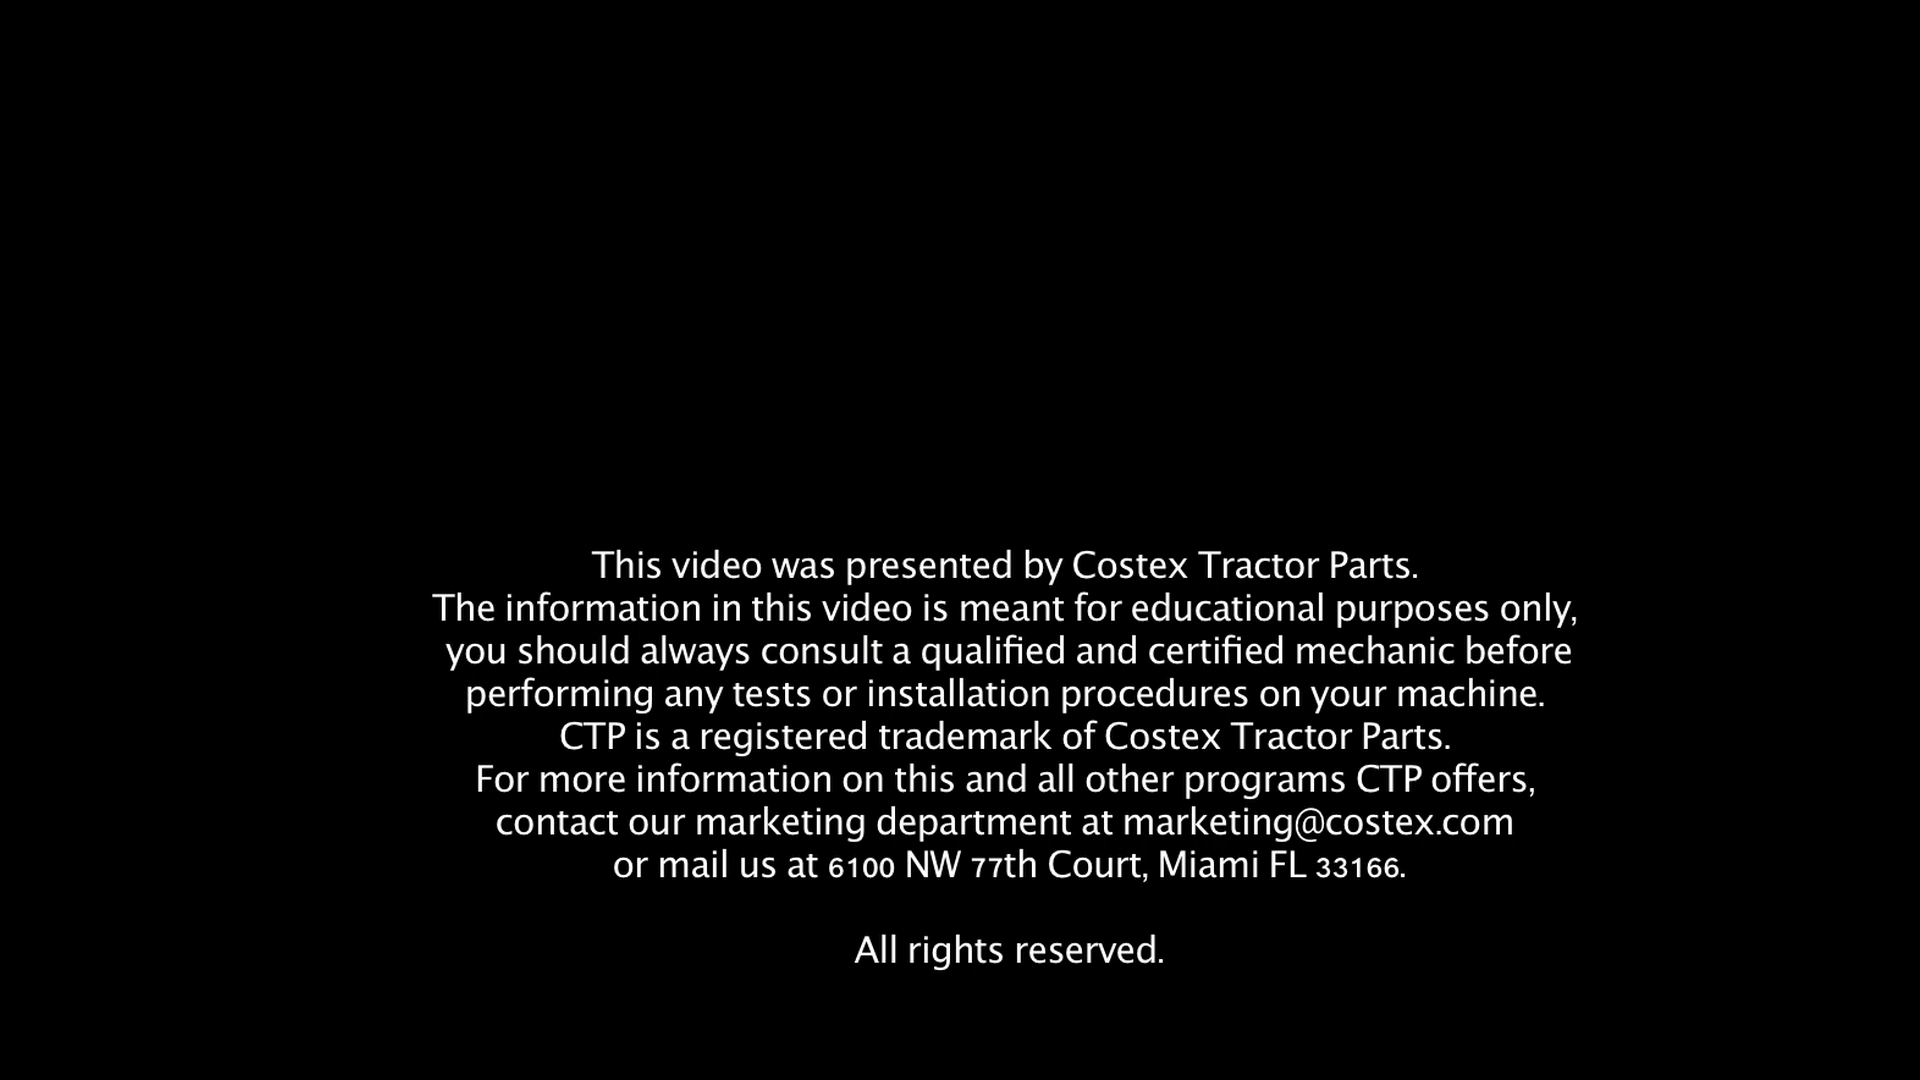 This video was presented by Costex Tractor Parts.
The information in this video is meant for educational purposes only,
you should always consult a qualified and certified mechanic before
performing any tests or installation procedures on your machine.
CTP is a registered trademark of Costex Tractor Parts.
For more information on this and all other programs CTP offers,
contact our marketing department at marketing@costex.com
or mail us at 6100 NW 77th Court, Miami FL 33166.
All rights reserved.